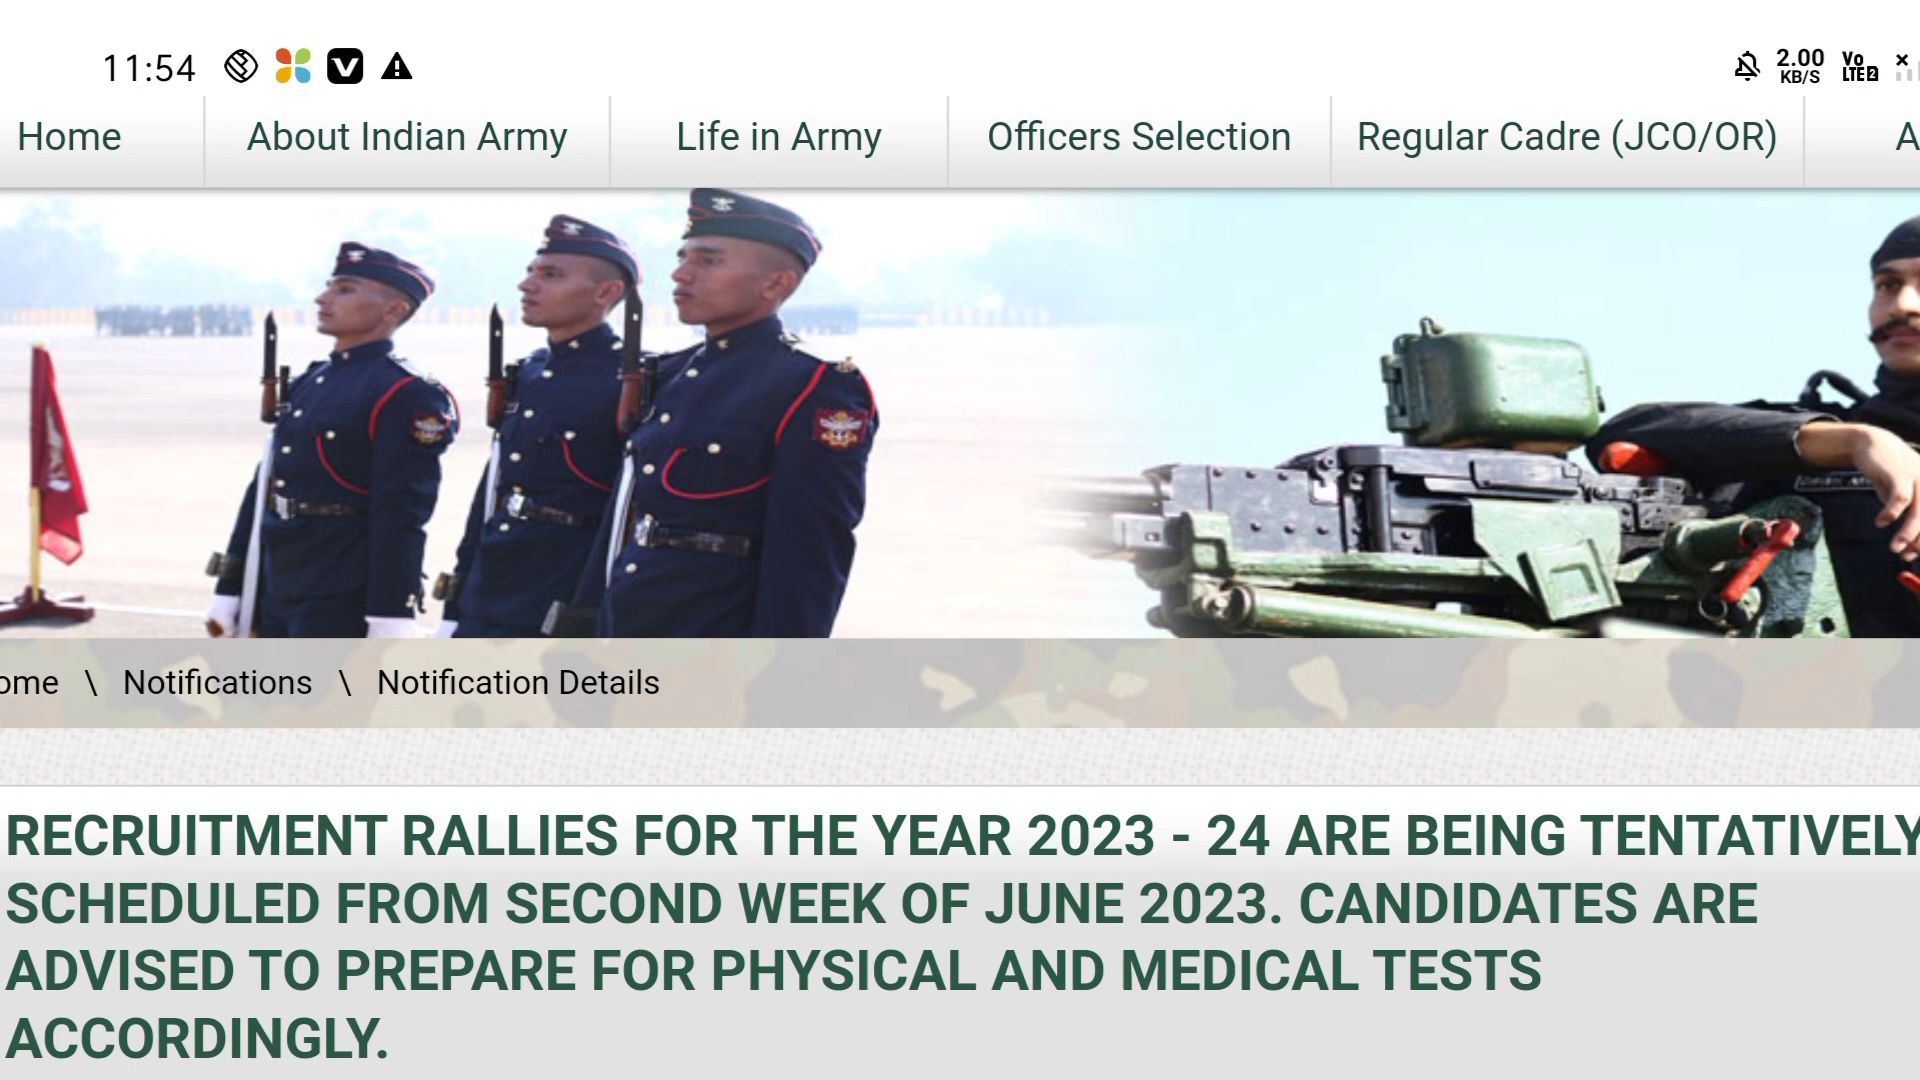 11:54
2.00
KB/S
Vo
LTE 2
Home
About Indian Army
Life in Army
Officers Selection
Regular Cadre (JCO/OR)
A
ome \ Notifications \ Notification Details
RECRUITMENT RALLIES FOR THE YEAR 2023 - 24 ARE BEING TENTATIVELY
SCHEDULED FROM SECOND WEEK OF JUNE 2023. CANDIDATES ARE
ADVISED TO PREPARE FOR PHYSICAL AND MEDICAL TESTS
ACCORDINGLY.